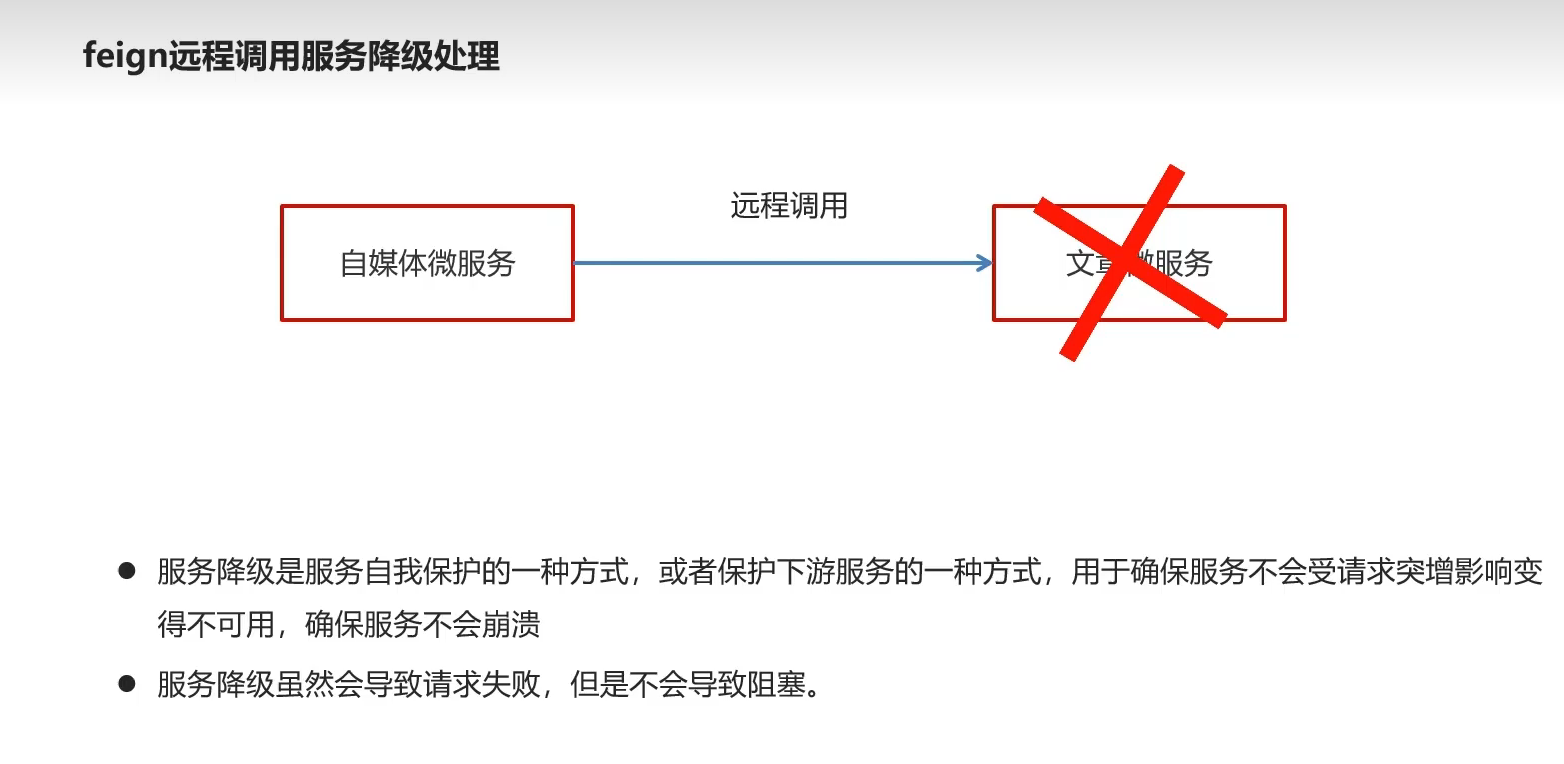 feign远程调用服务降级处理
远程调用
自媒体微服务
文章微服务
● 服务降级是服务自我保护的一种方式，或者保护下游服务的一种方式，用于确保服务不会受请求突增影响变
得不可用，确保服务不会崩溃
● 服务降级虽然会导致请求失败，但是不会导致阻塞。